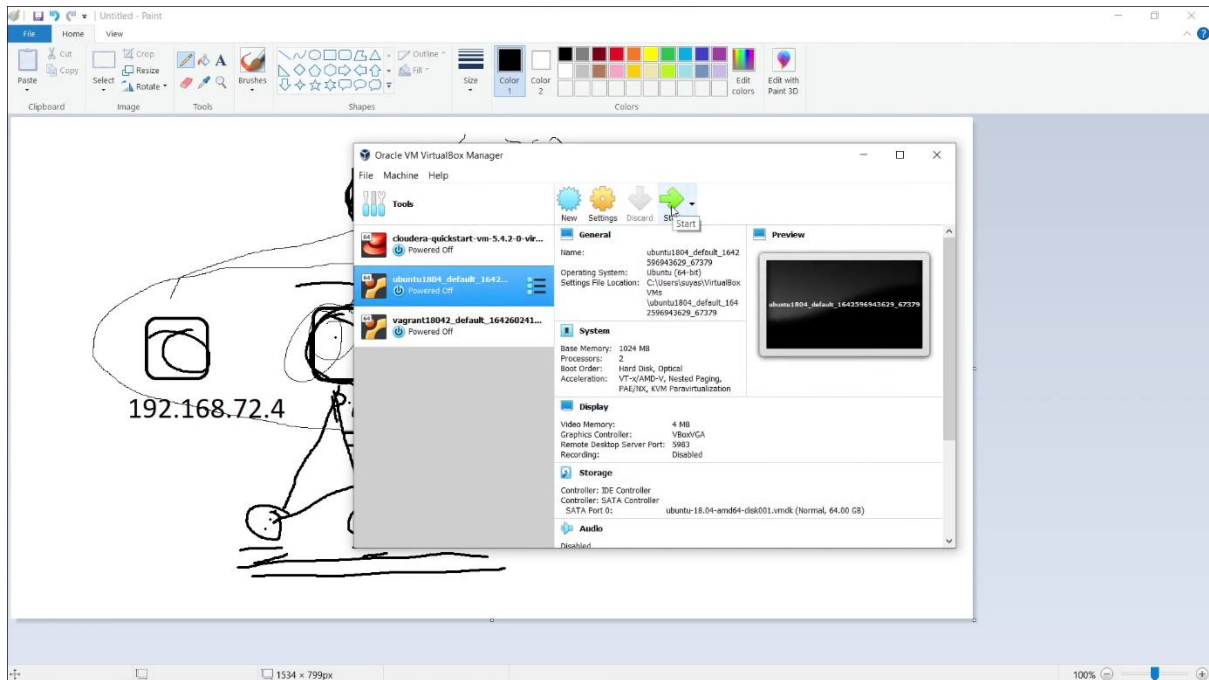 Untitled - Paint
File Home View
Paste
Cut
Copy
Clipboard
Select
Crop
Resize
Rotate
Image
Tools
Brushes
Shapes
Outline
Fill
Size
Color 1
Color 2
Colors
Edit colors
Edit with Paint 3D
192.168.72.4
Oracle VM VirtualBox Manager
File Machine Help
Tools
New Settings Discard
Start
cloudera-quickstart-vm-5.4.2-0-vir...
Powered Off
ubuntu1804_default_1642...
Powered Off
vagrant18042_default_164260241...
Powered Off
General
Name: ubuntu1804_default_1642
596943629_67379
Operating System: Ubuntu (64-bit)
Settings File Location: C:\Users\suyas\VirtualBox
VMs
\ubuntu1804_default_164
2596943629_67379
System
Base Memory: 1024 MB
Processors: 2
Boot Order: Hard Disk, Optical
Acceleration: VT-x/AMD-V, Nested Paging,
PAE/NX, KVM Paravirtualization
Display
Video Memory: 4 MB
Graphics Controller: VBoxVGA
Remote Desktop Server Port: 5983
Recording: Disabled
Storage
Controller: IDE Controller
Controller: SATA Controller
SATA Port 0: ubuntu-18.04-amd64-disk001.vmdk (Normal, 64.00 GB)
Audio
Disabled
Preview
ubuntu1804_default_1642596943629_67379
1534 × 799px
100%